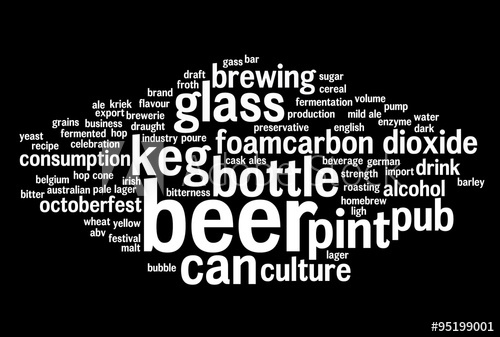 gass bar
draft brewing sugar
froth cereal
brand glass fermentation volume
ale kriek flavour production mild ale pump
export brewerie
grains business draught preservative english enzyme water
yeast fermented hop industry poure foam carbon dioxide dark
recipe celebration
consumption keg cask ales beverage german drink
belgium hop cone irish bottle strength import barley
bitter australian pale lager bitterness roasting alcohol
octoberfest beer homebrew
ligh pint pub
wheat yellow
abv festival
malt lager
bubble can culture
#95199001